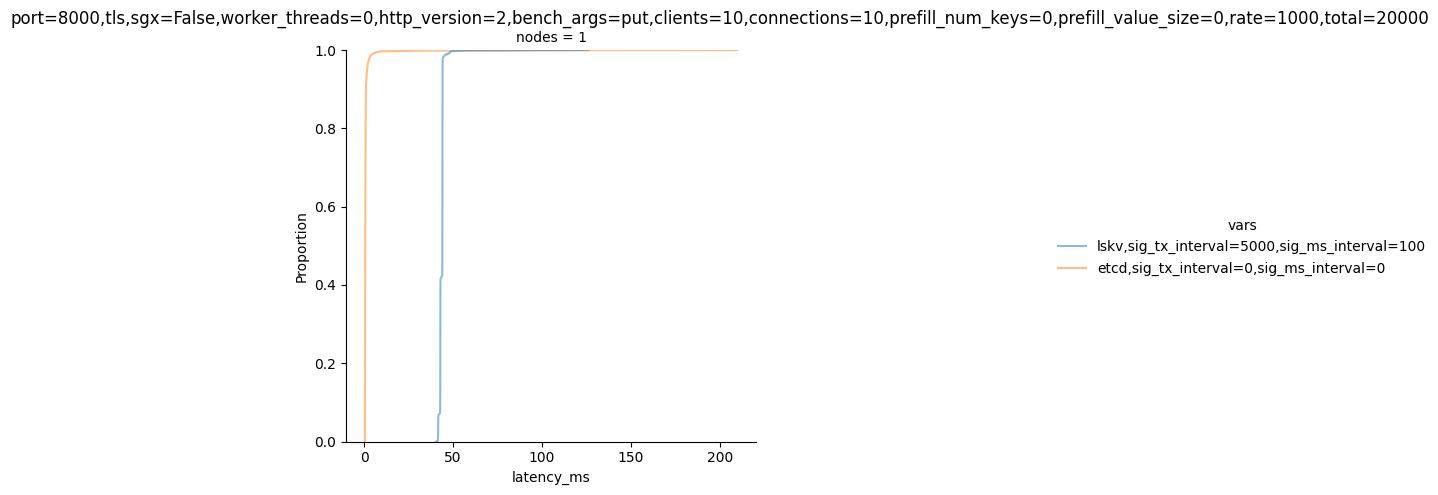 port=8000,tls,sgx=False,worker_threads=0,http_version=2,bench_args=put,clients=10,connections=10,prefill_num_keys=0,prefill_value_size=0,rate=1000,total=20000
nodes = 1
1.0
0.8
0.6
0.4
0.2
0.0
Proportion
0 50 100 150 200
latency_ms
vars
lskv,sig_tx_interval=5000,sig_ms_interval=100
etcd,sig_tx_interval=0,sig_ms_interval=0